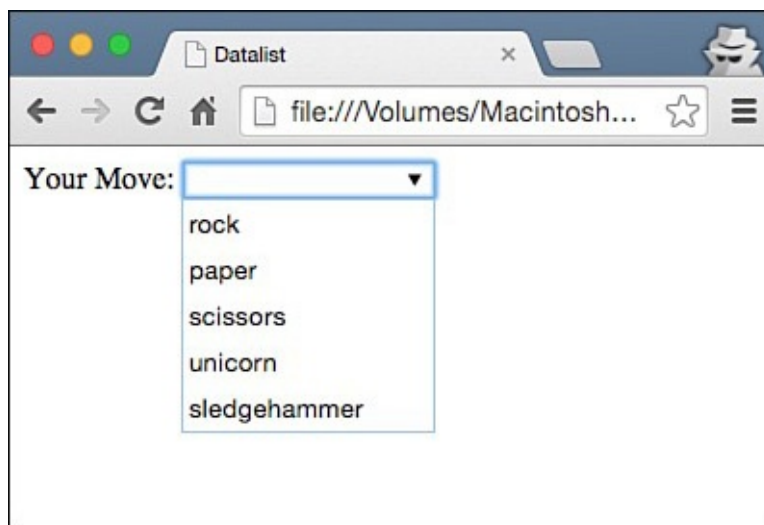 Datalist
file:///Volumes/Macintosh...
Your Move:
rock
paper
scissors
unicorn
sledgehammer